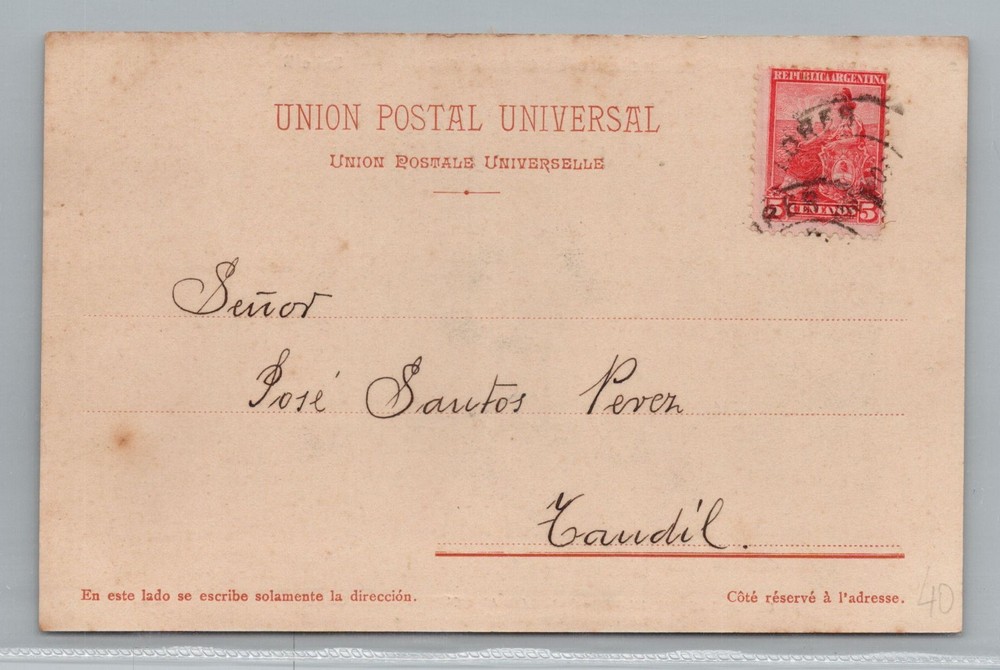 UNION POSTAL UNIVERSAL
UNION POSTALE UNIVERSELLE
REPUBLICA ARGENTINA
5 CENTAVOS 5
Señor
José Santos Perez
Tandil.
En este lado se escribe solamente la dirección.
Côté réservé à l'adresse.
40